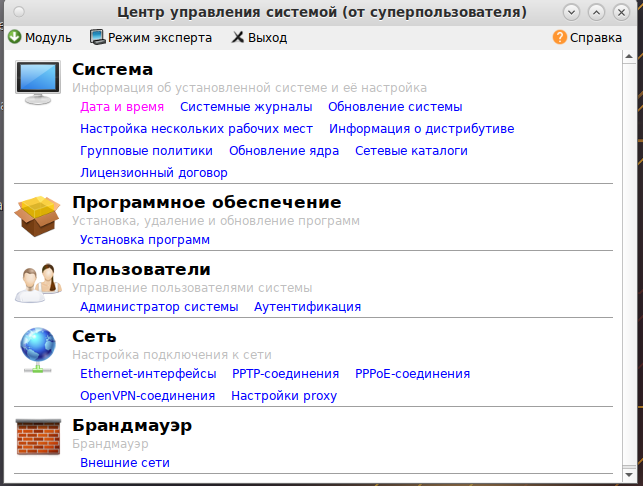 Центр управления системой (от суперпользователя)
Модуль Режим эксперта Выход Справка
Система
Информация об установленной системе и её настройка
Дата и время Системные журналы Обновление системы
Настройка нескольких рабочих мест Информация о дистрибутиве
Групповые политики Обновление ядра Сетевые каталоги
Лицензионный договор
Программное обеспечение
Установка, удаление и обновление программ
Установка программ
Пользователи
Управление пользователями системы
Администратор системы Аутентификация
Сеть
Настройка подключения к сети
Ethernet-интерфейсы PPTP-соединения PPPoE-соединения
OpenVPN-соединения Настройки proxy
Брандмауэр
Брандмауэр
Внешние сети